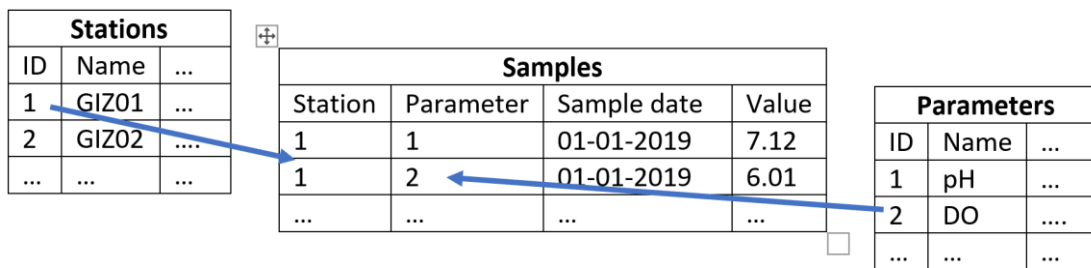 Stations
ID Name ...
1 GIZ01 ...
2 GIZ02 ....
... ... ...
Samples
Station Parameter Sample date Value
1 1 01-01-2019 7.12
1 2 01-01-2019 6.01
... ... ... ...
Parameters
ID Name ...
1 pH ...
2 DO ....
... ... ...